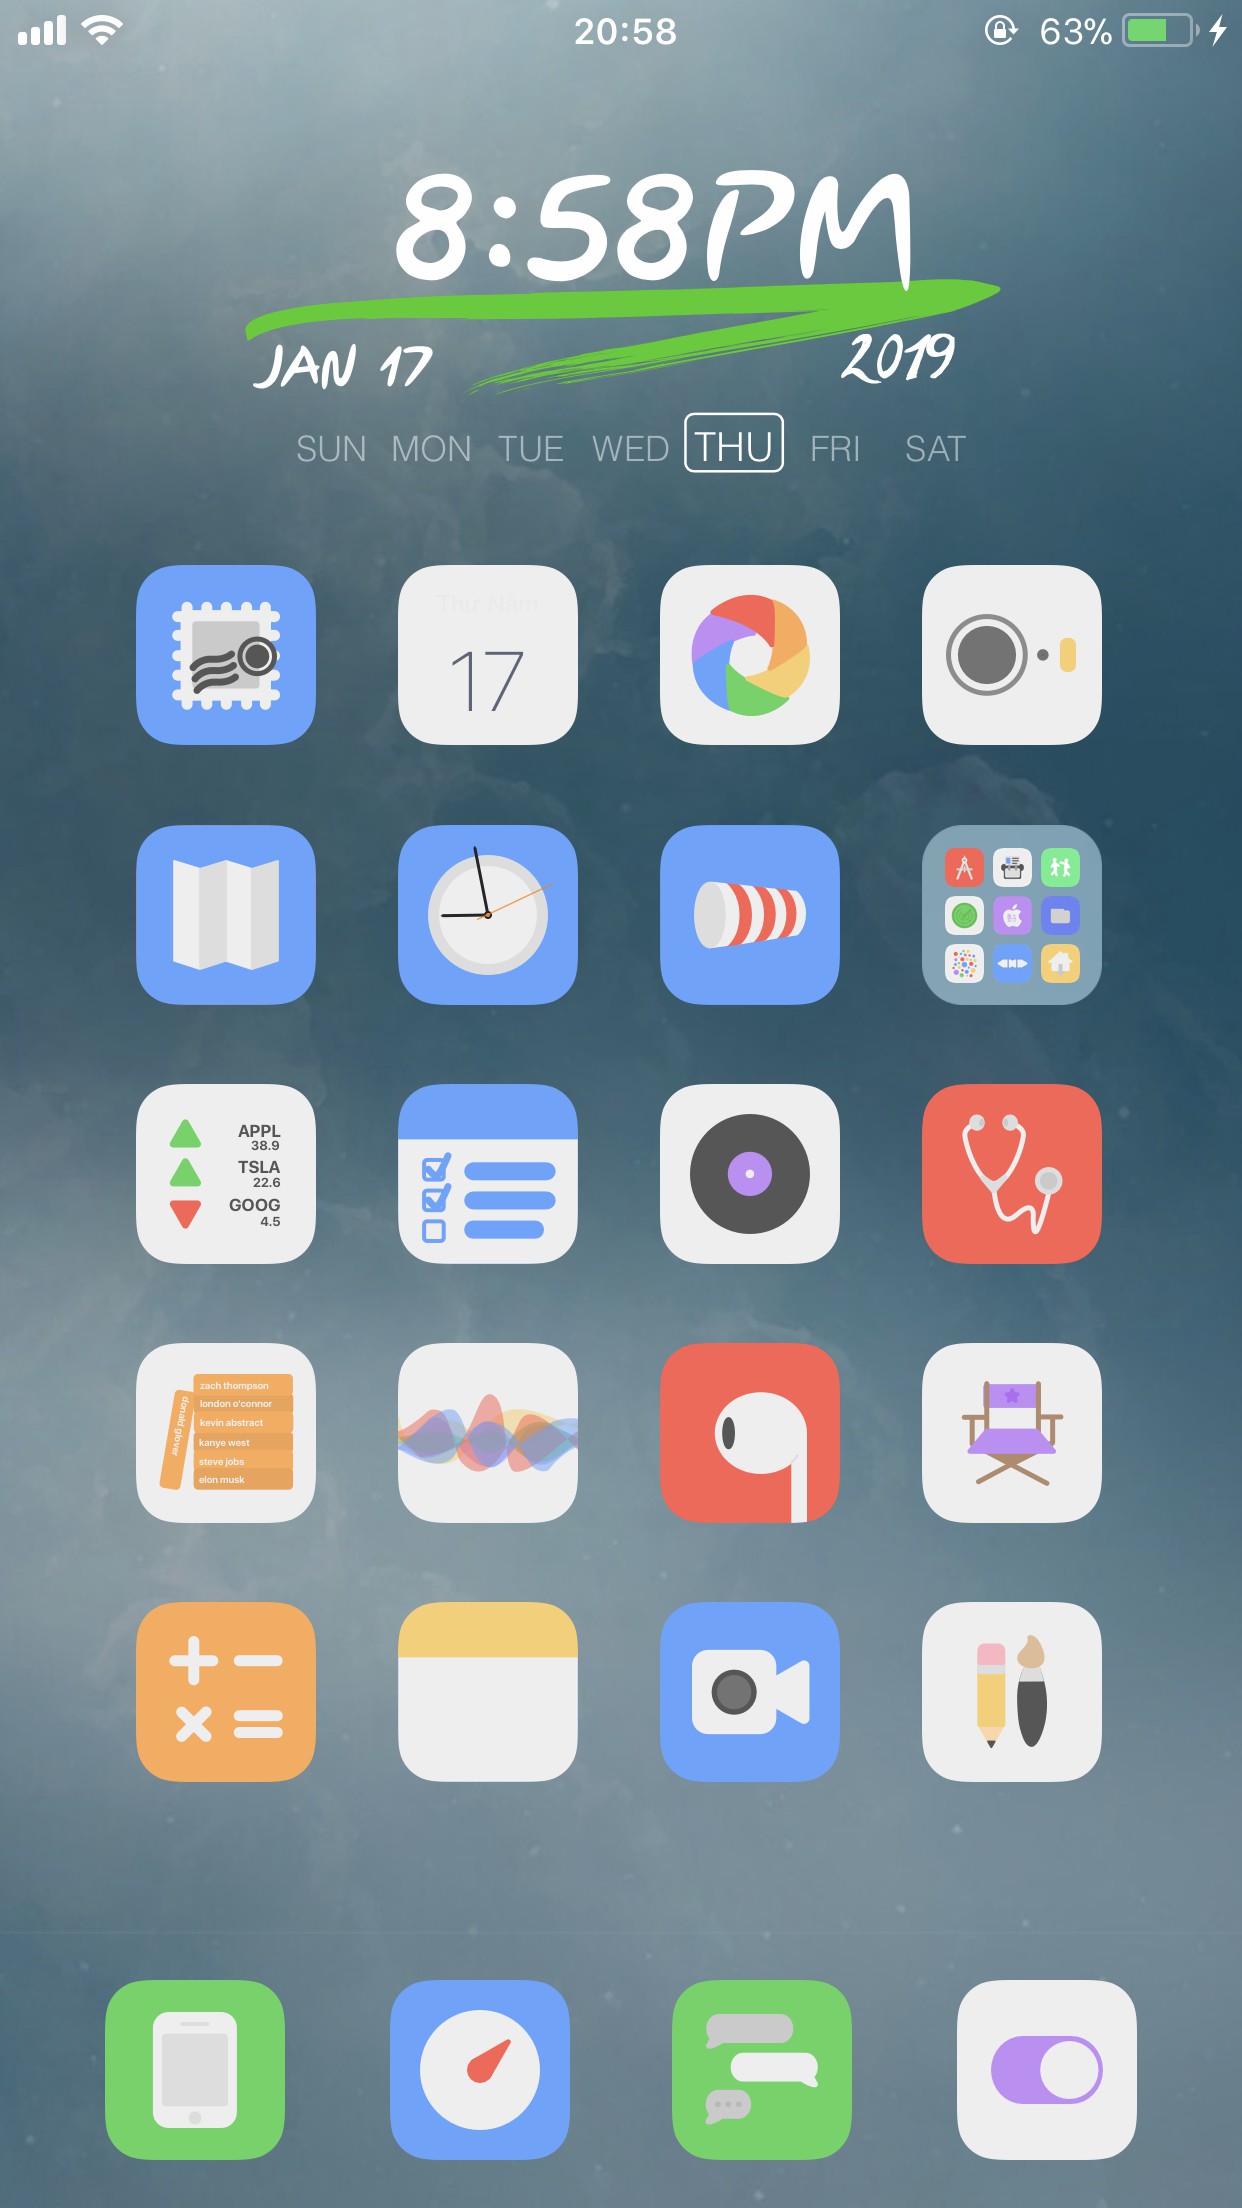 20:58
63%
8:58PM
JAN 17
2019
SUN MON TUE WED THU FRI SAT
Thứ Năm
17
APPL
38.9
TSLA
22.6
GOOG
4.5
zach thompson
london o'connor
kevin abstract
kanye west
steve jobs
elon musk
donald glover